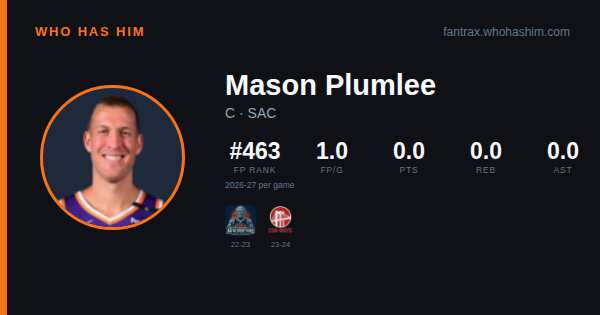 WHO HAS HIM
fantrax.whohashim.com
Mason Plumlee
C · SAC
#463 1.0 0.0 0.0 0.0
FP RANK FP/G PTS REB AST
2026-27 per game
22-23 23-24